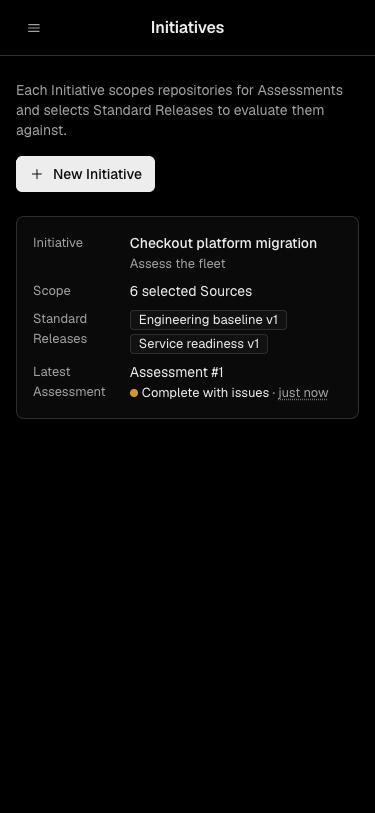 Initiatives
Each Initiative scopes repositories for Assessments
and selects Standard Releases to evaluate them
against.
New Initiative
Initiative
Checkout platform migration
Assess the fleet
Scope
6 selected Sources
Standard
Releases
Engineering baseline v1
Service readiness v1
Latest
Assessment
Assessment #1
Complete with issues · just now